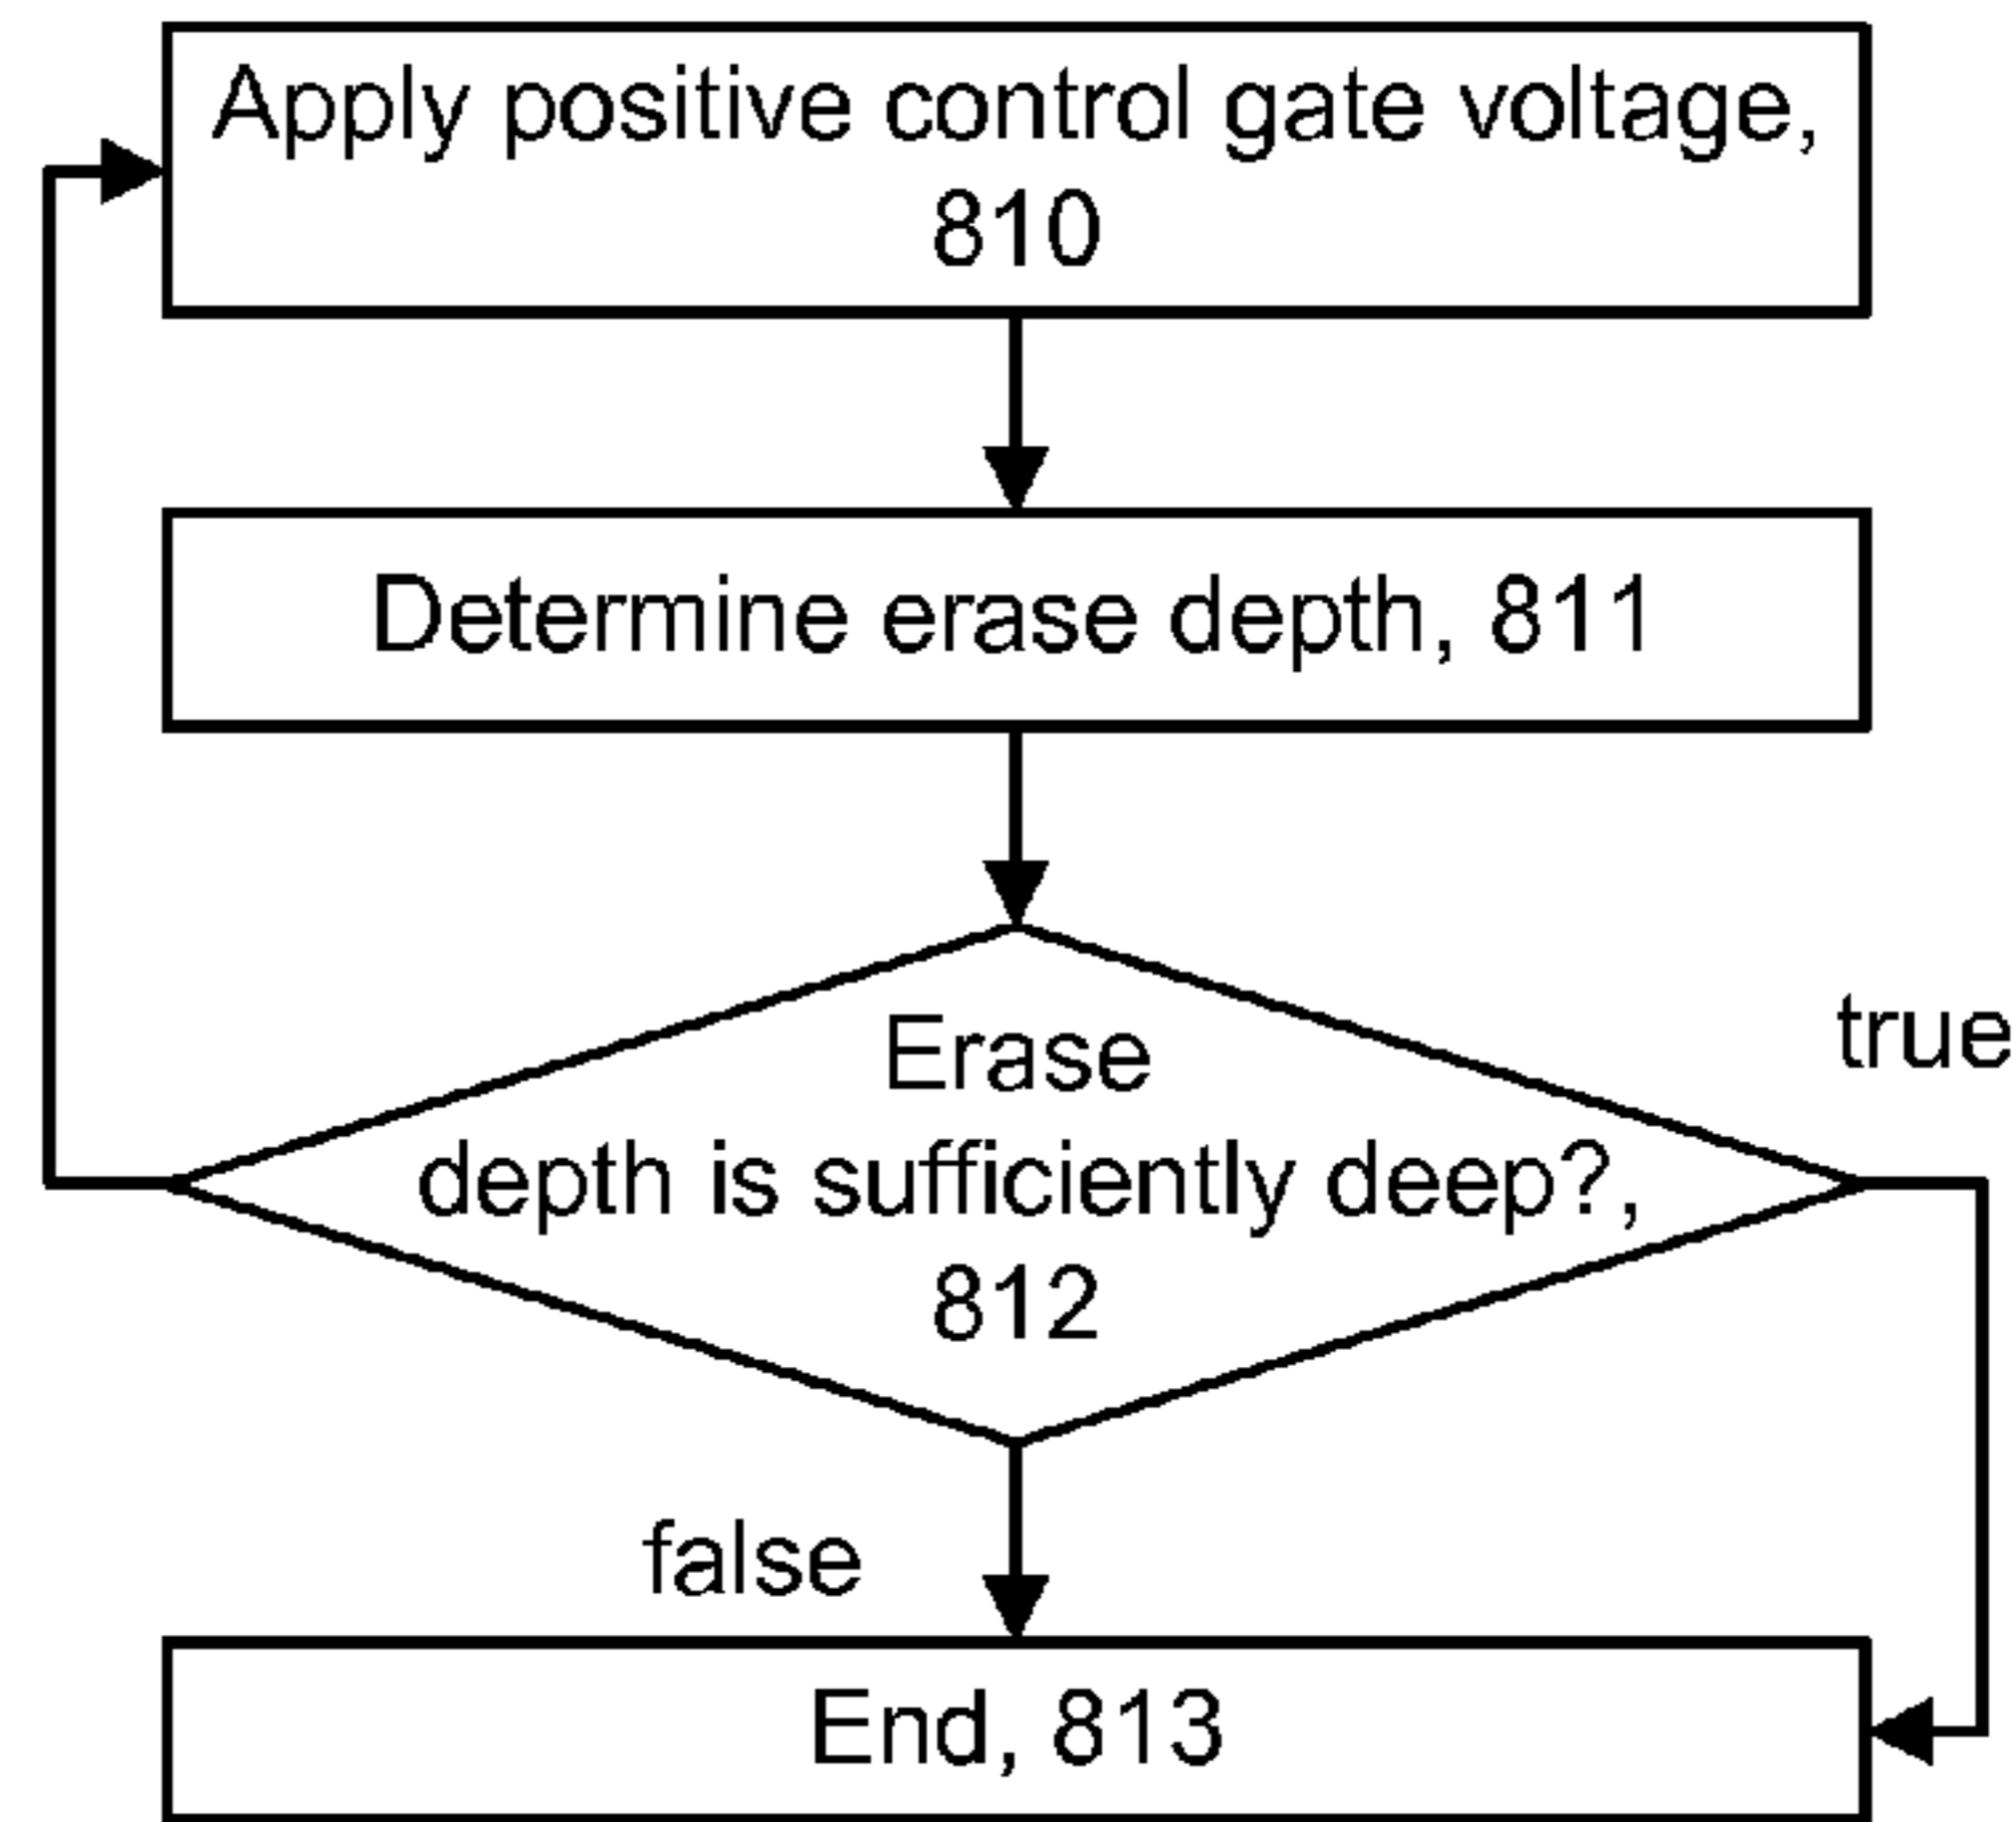 Apply positive control gate voltage,
810
Determine erase depth, 811
Erase
depth is sufficiently deep?,
812
true
false
End, 813